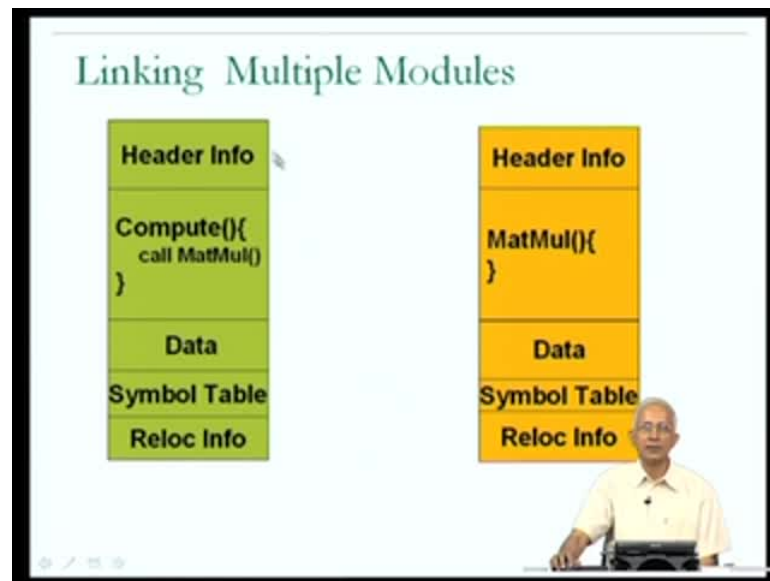 Linking Multiple Modules
Header Info
Compute(){
call MatMul()
}
Data
Symbol Table
Reloc Info
Header Info
MatMul(){
}
Data
Symbol Table
Reloc Info